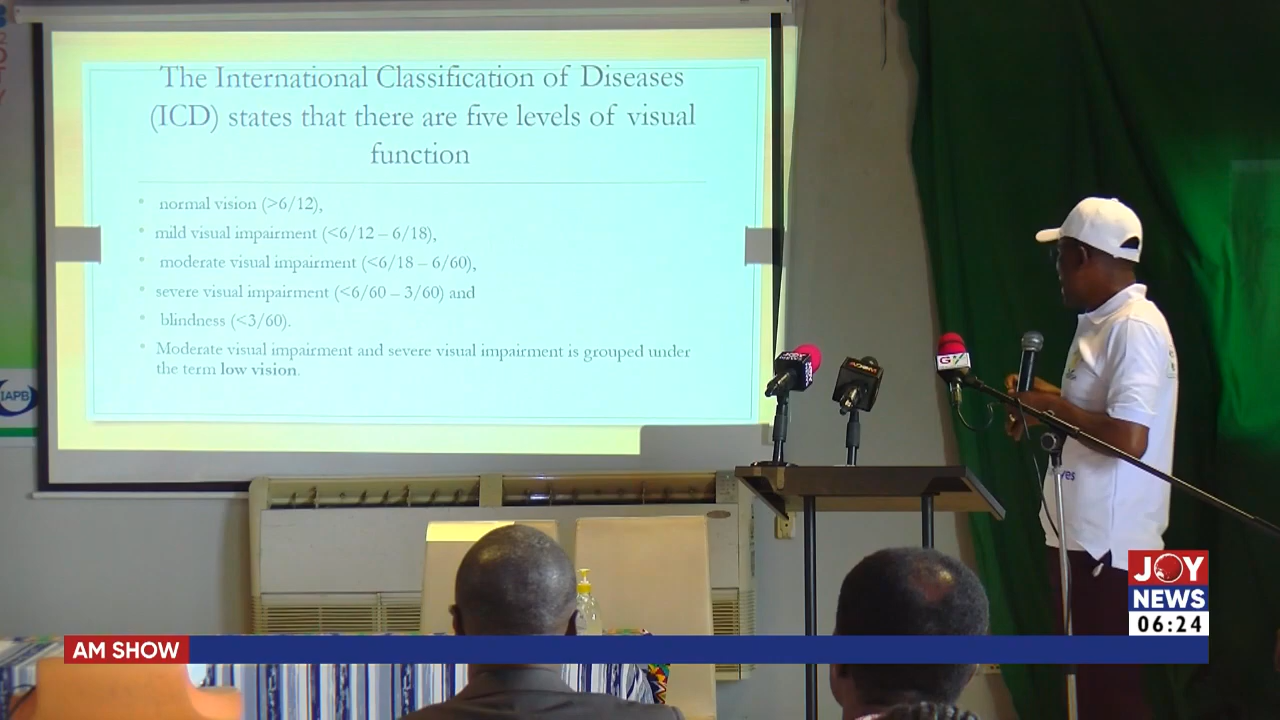 The International Classification of Diseases
(ICD) states that there are five levels of visual
function
normal vision (>6/12),
mild visual impairment (<6/12 – 6/18),
moderate visual impairment (<6/18 – 6/60),
severe visual impairment (<6/60 – 3/60) and
blindness (<3/60).
Moderate visual impairment and severe visual impairment is grouped under
the term low vision.
IAPB
JOY
NEWS
06:24
AM SHOW